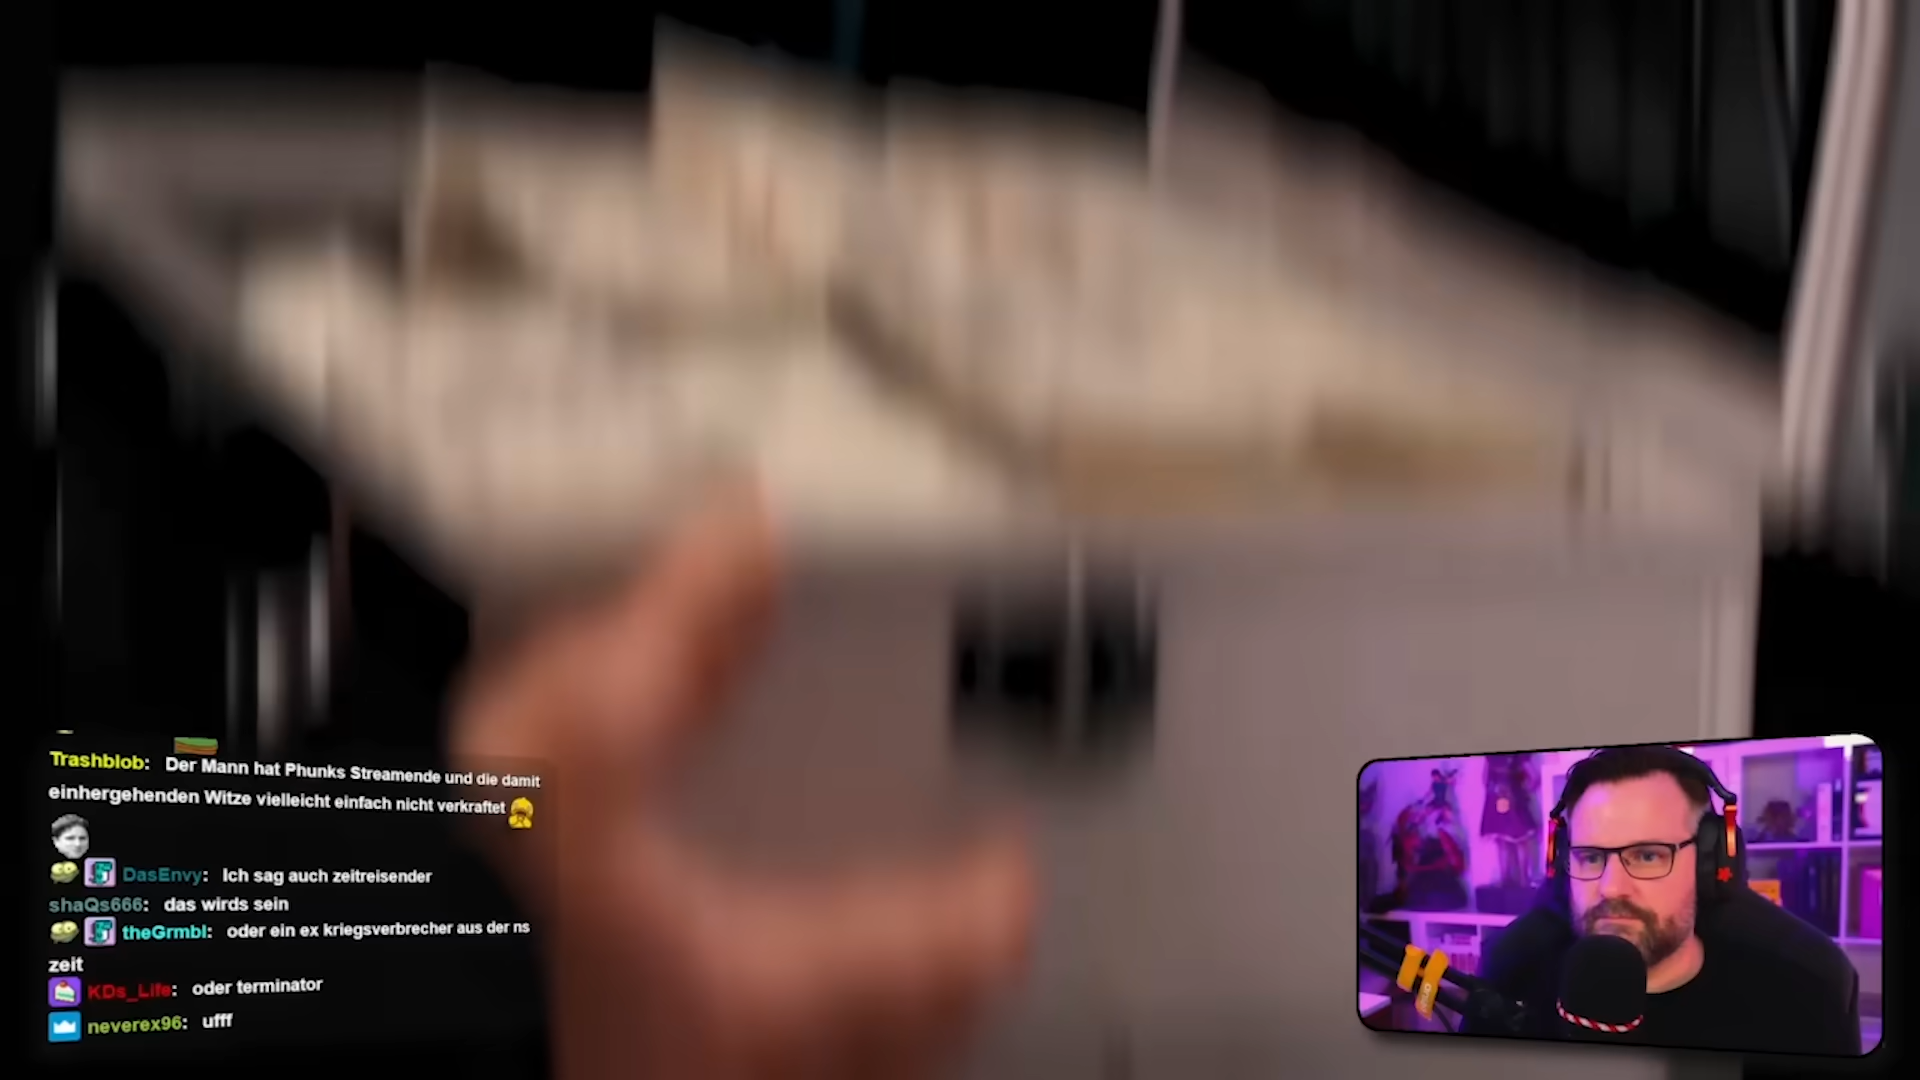 Trashblob: Der Mann hat Phunks Streamende und die damit
einhergehenden Witze vielleicht einfach nicht verkraftet
DasEnvy: Ich sag auch zeitreisender
shaQs666: das wirds sein
theGrmbl: oder ein ex kriegsverbrecher aus der ns
zeit
KDs_Life: oder terminator
neverex96: ufff